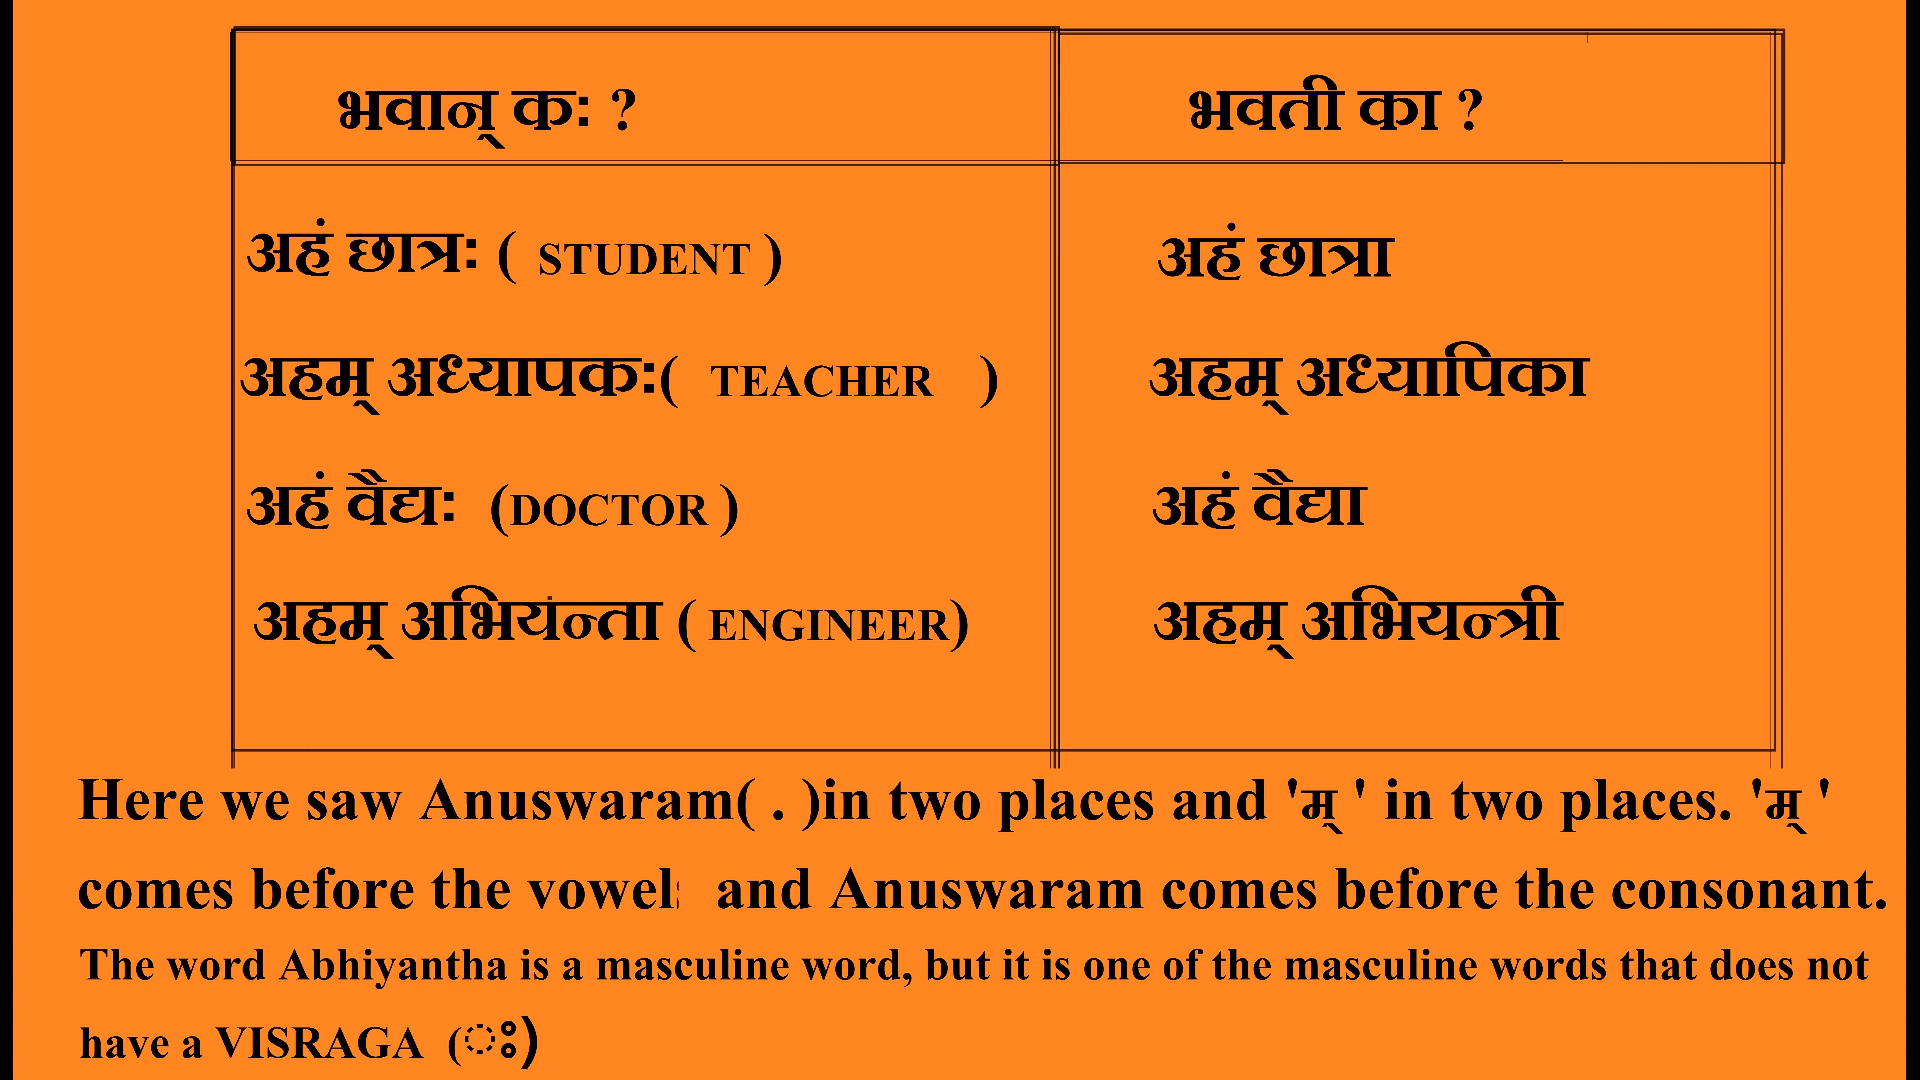 भवान् कः ? भवती का ?
अहं छात्रः ( STUDENT ) अहं छात्रा
अहम् अध्यापकः( TEACHER ) अहम् अध्यापिका
अहं वैद्यः (DOCTOR ) अहं वैद्या
अहम् अभियंन्ता ( ENGINEER) अहम् अभियन्त्री
Here we saw Anuswaram( . )in two places and 'म् ' in two places. 'म् '
comes before the vowels and Anuswaram comes before the consonant.
The word Abhiyantha is a masculine word, but it is one of the masculine words that does not
have a VISRAGA (ः)